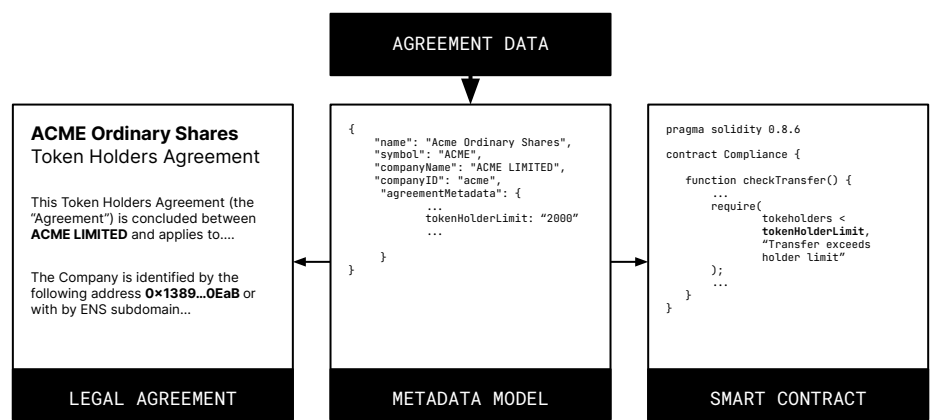 AGREEMENT DATA
ACME Ordinary Shares
Token Holders Agreement
This Token Holders Agreement (the
“Agreement”) is concluded between
ACME LIMITED and applies to....
The Company is identified by the
following address 0×1389...0EaB or
with by ENS subdomain...
LEGAL AGREEMENT
{
"name": "Acme Ordinary Shares",
"symbol": "ACME",
"companyName": "ACME LIMITED",
"companyID": "acme",
"agreementMetadata": {
...
tokenHolderLimit: “2000”
...
}
}
METADATA MODEL
pragma solidity 0.8.6
contract Compliance {
function checkTransfer() {
...
require(
tokeholders <
tokenHolderLimit,
“Transfer exceeds
holder limit”
);
...
}
}
SMART CONTRACT